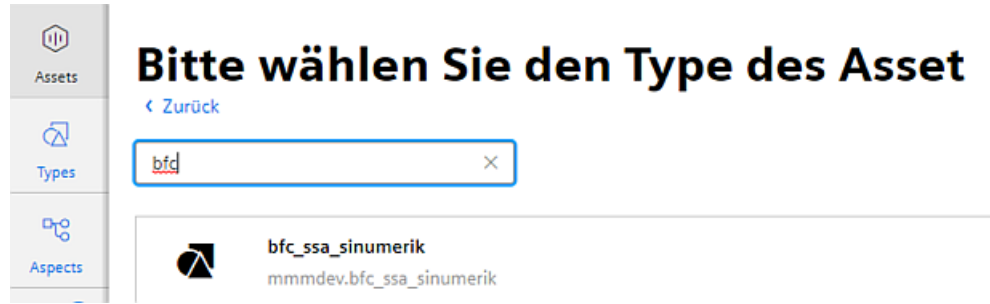 Assets
Bitte wählen Sie den Type des Asset
Zurück
bfc
Types
bfc_ssa_sinumerik
mmmdev.bfc_ssa_sinumerik
Aspects